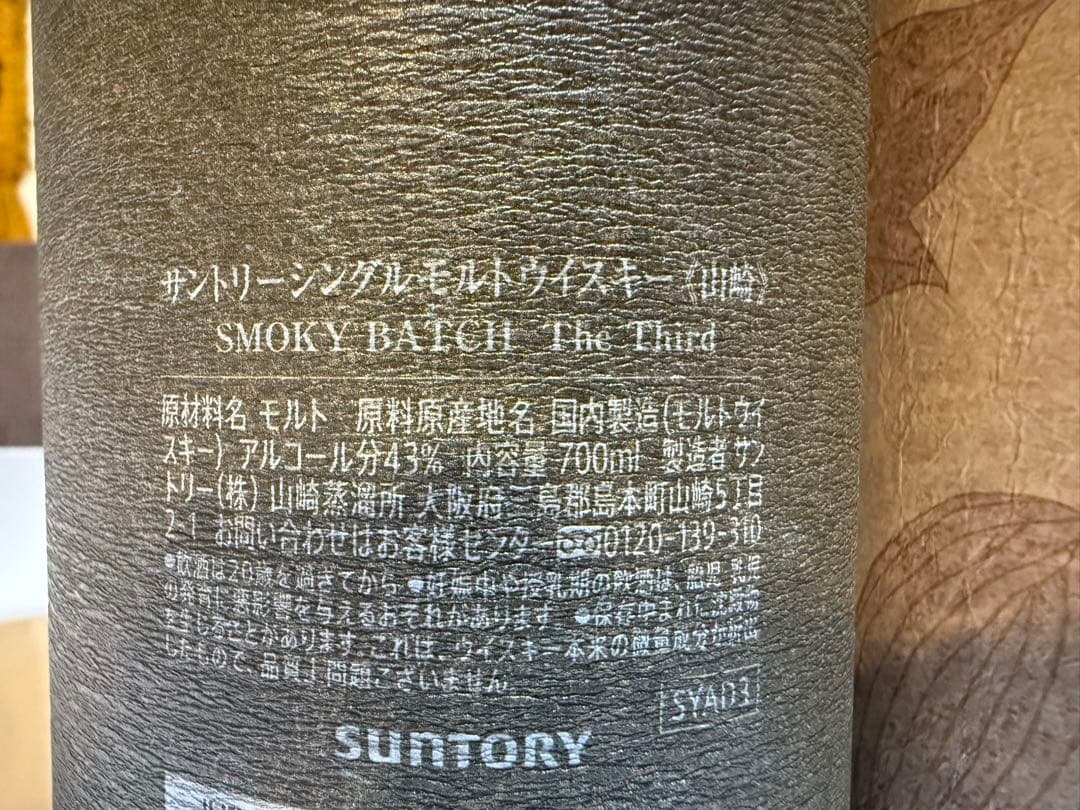 サントリーシングルモルトウイスキー《山崎》
SMOKY BATCH The Third
原材料名 モルト 原料原産地名 国内製造(モルトウイ
スキー) アルコール分43% 内容量 700ml 製造者 サン
トリー(株) 山崎蒸溜所 大阪府三島郡島本町山崎5丁目
2-1 お問い合わせはお客様センター 0120-139-310
●飲酒は20歳を過ぎてから ●妊娠中や授乳期の飲酒は、胎児・乳児
の発育に悪影響を与えるおそれがあります ●保存中まれに沈殿物
を生じることがあります。これは、ウイスキー本来の微量成分が析出
したもので、品質上問題ございません
SYAD3
SUNTORY